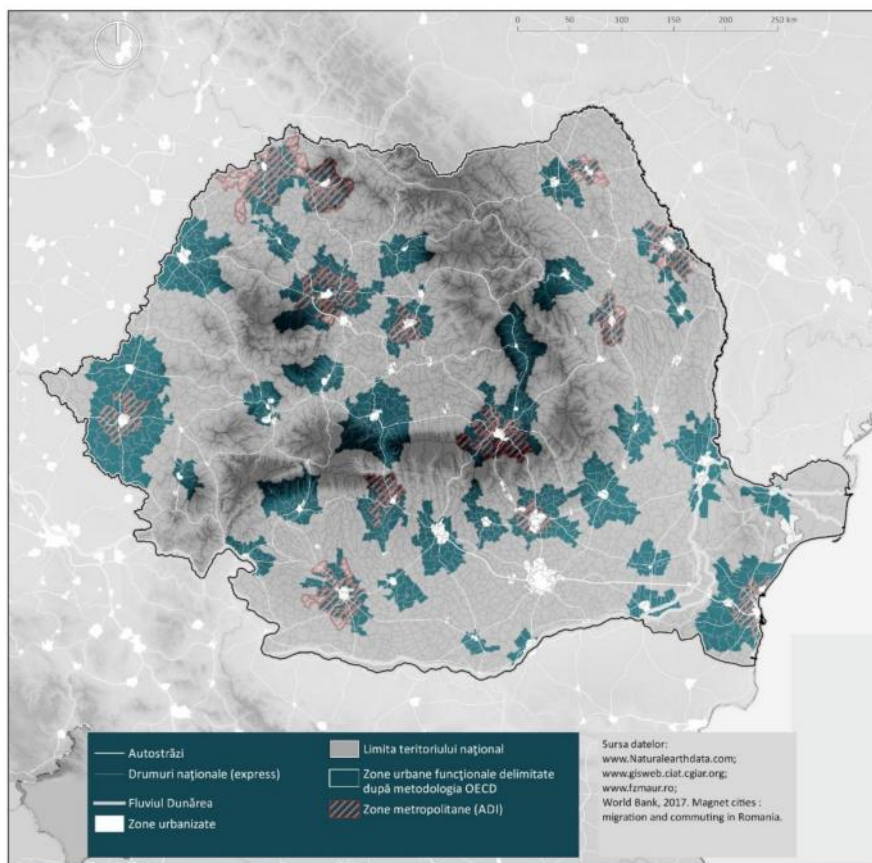 0 50 100 150 200 250 km
Autostrăzi
Drumuri naționale (express)
Fluviul Dunărea
Zone urbanizate
Limita teritoriului național
Zone urbane funcționale delimitate
după metodologia OECD
Zone metropolitane (ADI)
Sursa datelor:
www.Naturalearthdata.com;
www.gisweb.ciat.cgiar.org;
www.fzmaur.ro;
World Bank, 2017. Magnet cities :
migration and commuting in Romania.